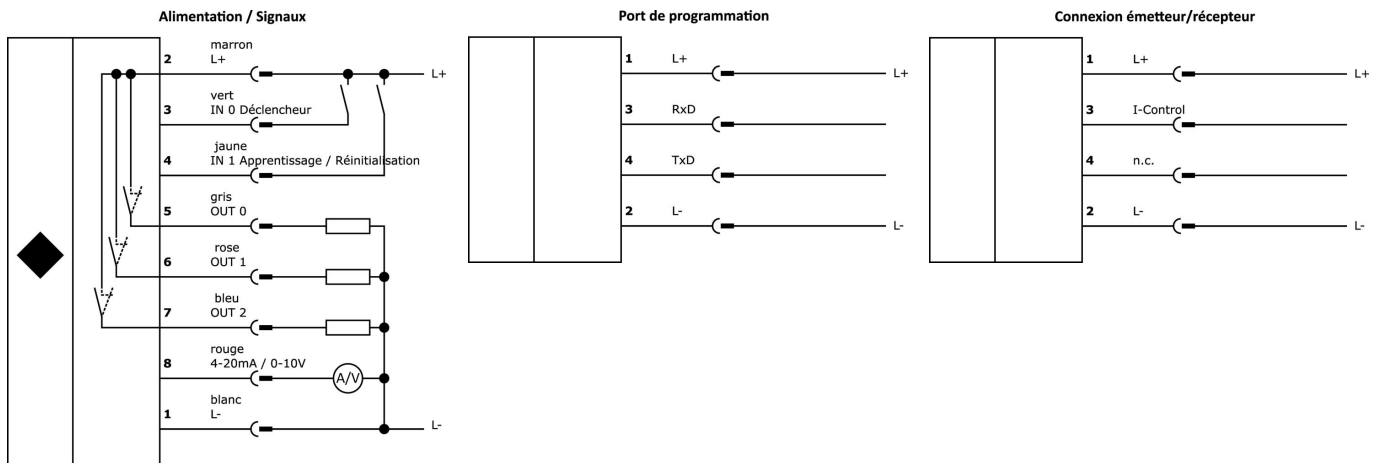 Alimentation / Signaux
marron
2 L+
L+
vert
3 IN 0 Déclencheur
jaune
4 IN 1 Apprentissage / Réinitialisation
gris
5 OUT 0
rose
6 OUT 1
bleu
7 OUT 2
rouge
8 4-20mA / 0-10V
A/V
blanc
1 L-
L-
Port de programmation
1 L+
L+
3 RxD
4 TxD
2 L-
L-
Connexion émetteur/récepteur
1 L+
L+
3 I-Control
4 n.c.
2 L-
L-